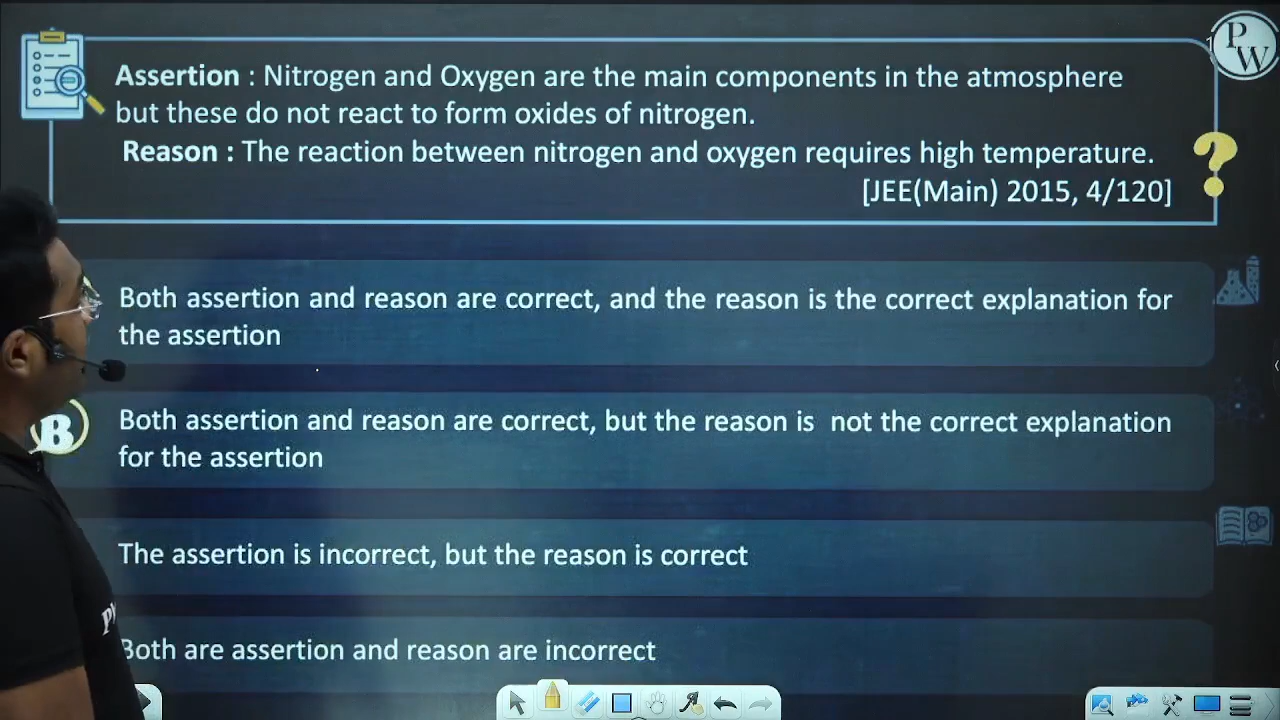 PW
Assertion : Nitrogen and Oxygen are the main components in the atmosphere
but these do not react to form oxides of nitrogen.
Reason : The reaction between nitrogen and oxygen requires high temperature.
[JEE(Main) 2015, 4/120]
Both assertion and reason are correct, and the reason is the correct explanation for
the assertion
B
Both assertion and reason are correct, but the reason is not the correct explanation
for the assertion
The assertion is incorrect, but the reason is correct
Both are assertion and reason are incorrect